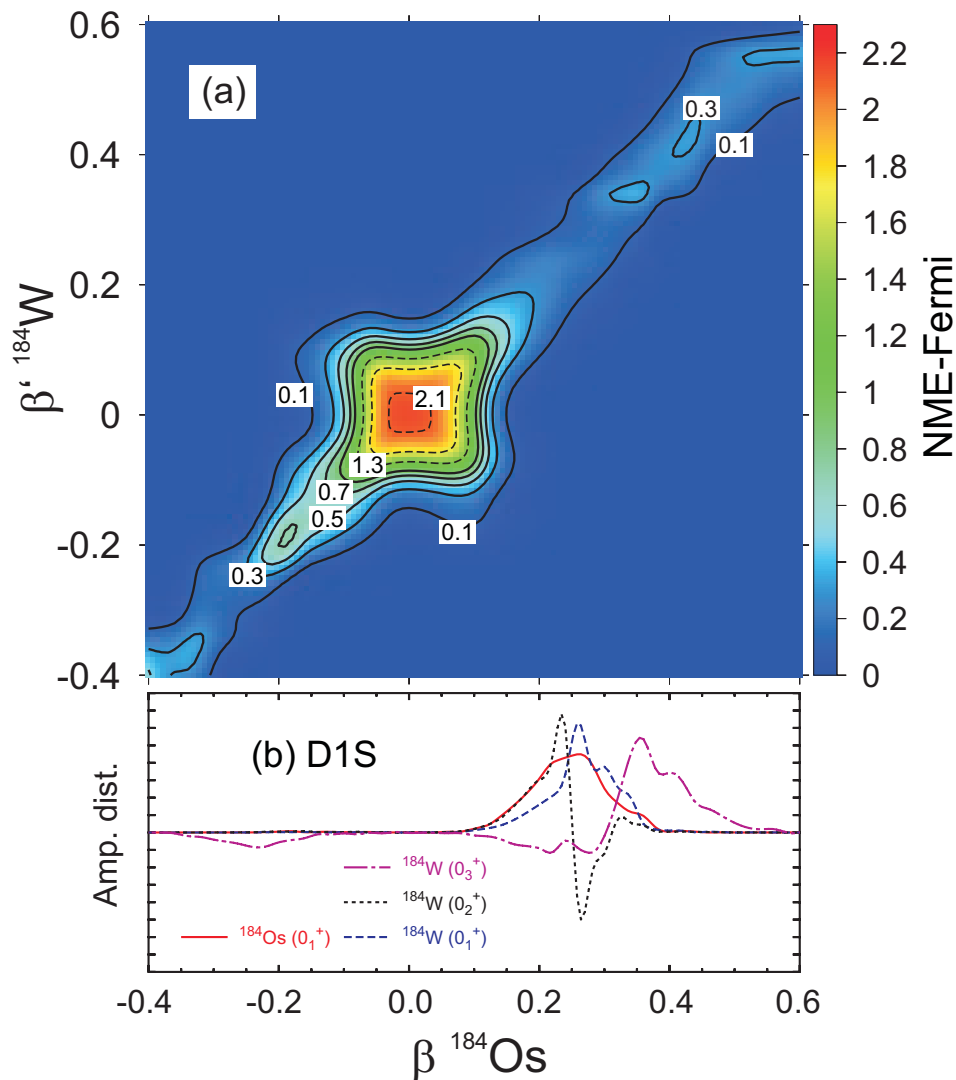 0.6
(a)
0.4
0.2
0
-0.2
-0.4
β‘ ¹⁸⁴W
0.3
0.1
0.1
2.1
1.3
0.7
0.5
0.1
0.3
2.2
2
1.8
1.6
1.4
1.2
1
0.8
0.6
0.4
0.2
0
NME-Fermi
(b) D1S
Amp. dist.
¹⁸⁴W (0₃⁺)
¹⁸⁴W (0₂⁺)
¹⁸⁴Os (0₁⁺)
¹⁸⁴W (0₁⁺)
-0.4 -0.2 0.0 0.2 0.4 0.6
β ¹⁸⁴Os